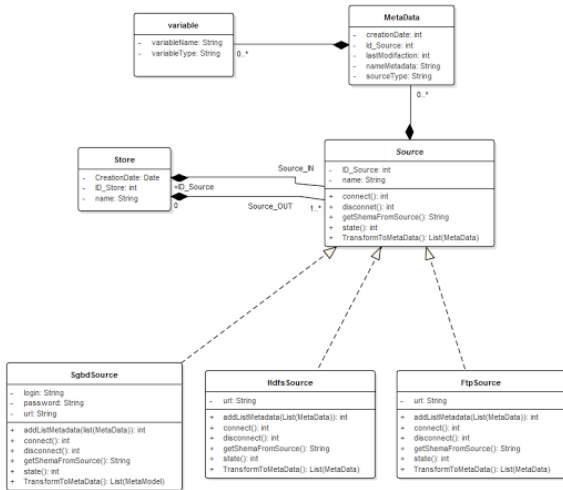 MetaData
- creationDate: int
- Id_Source: int
- lastModifaction: int
- nameMetadata: String
- sourceType: String
variable
- variableName: String
- variableType: String
0..*
0..*
Store
- CreationDate: Date
- ID_Store: int
- name: String
Source_IN
+ID_Source
0
Source_OUT
1..*
Source
- ID_Source: int
- name: String
+ connect(): int
+ disconnet(): int
+ getShemaFromSource(): String
+ state(): int
+ TransformToMetaData(): List(MetaData)
SgbdSource
- login: String
- password: String
- url: String
+ addListMetadata(list(MetaData)): int
+ connect(): int
+ disconnect(): int
+ getShemaFromSource(): String
+ state(): int
+ TransformToMetaData(): List(MetaModel)
HdfsSource
- url: String
+ addListMetadata(List(MetaData)): int
+ connect(): int
+ disconnect(): int
+ getShemaFromSource(): String
+ state(): int
+ TransformToMetaData(): List(MetaData)
FtpSource
- url: String
+ addListMetadata(List(MetaData)): int
+ connect(): int
+ disconnect(): int
+ getShemaFromSource(): String
+ state(): int
+ TransformToMetaData(): List(MetaData)